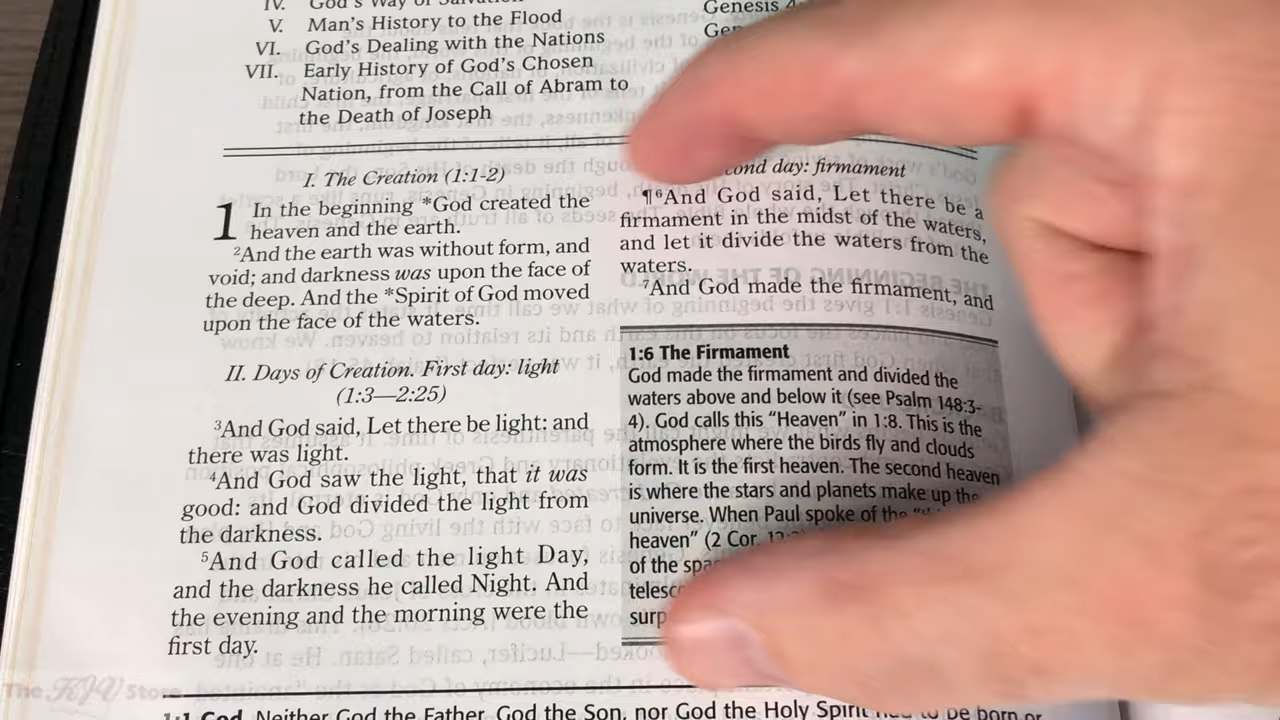 IV. God's Way of Salvation
V. Man's History to the Flood
VI. God's Dealing with the Nations
VII. Early History of God's Chosen
Nation, from the Call of Abram to
the Death of Joseph
Genesis 4
I. The Creation (1:1-2)
1 In the beginning *God created the
heaven and the earth.
2And the earth was without form, and
void; and darkness was upon the face of
the deep. And the *Spirit of God moved
upon the face of the waters.
II. Days of Creation. First day: light
(1:3—2:25)
3And God said, Let there be light: and
there was light.
4And God saw the light, that it was
good: and God divided the light from
the darkness.
5And God called the light Day,
and the darkness he called Night. And
the evening and the morning were the
first day.
day: firmament
¶6And God said, Let there be a
firmament in the midst of the waters,
and let it divide the waters from the
waters.
7And God made the firmament, and
1:6 The Firmament
God made the firmament and divided the
waters above and below it (see Psalm 148:3-
4). God calls this "Heaven" in 1:8. This is the
atmosphere where the birds fly and clouds
form. It is the first heaven. The second heaven
is where the stars and planets make up the
universe. When Paul spoke of the
heaven" (2 Cor.
of the
The KJV Store
1:1 God. Neither God the Father, God the Son, nor God the Holy Spirit had to be born or